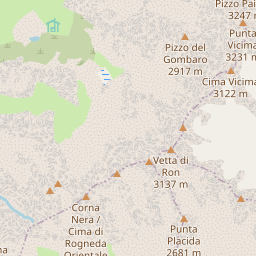 Pizzo Pai
3247 m
Punta
Vicima
3231 m
Pizzo del
Gombaro
2917 m
Cima Vicima
3122 m
Vetta di
Ron
3137 m
Corna
Nera /
Cima di
Rogneda
Orientale
Punta
Placida
2681 m
na